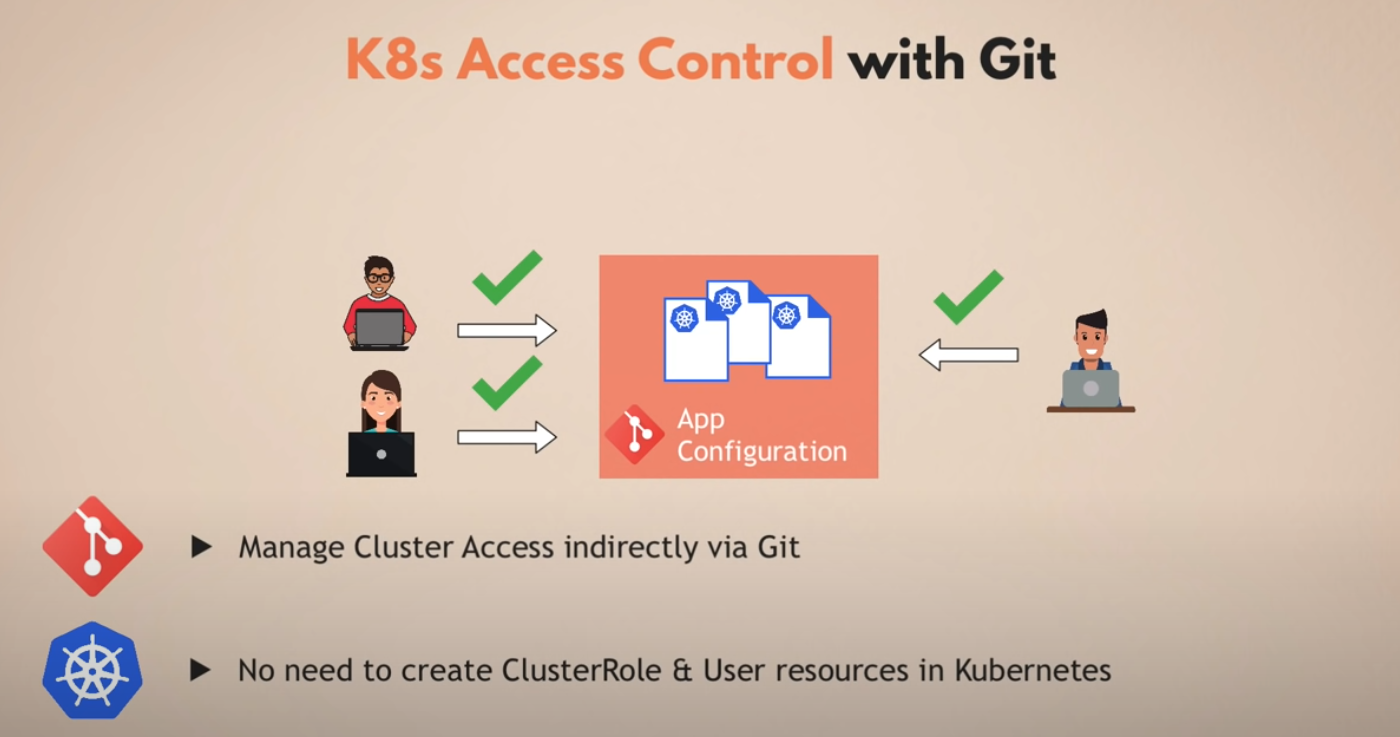 K8s Access Control with Git
App
Configuration
▶ Manage Cluster Access indirectly via Git
▶ No need to create ClusterRole & User resources in Kubernetes